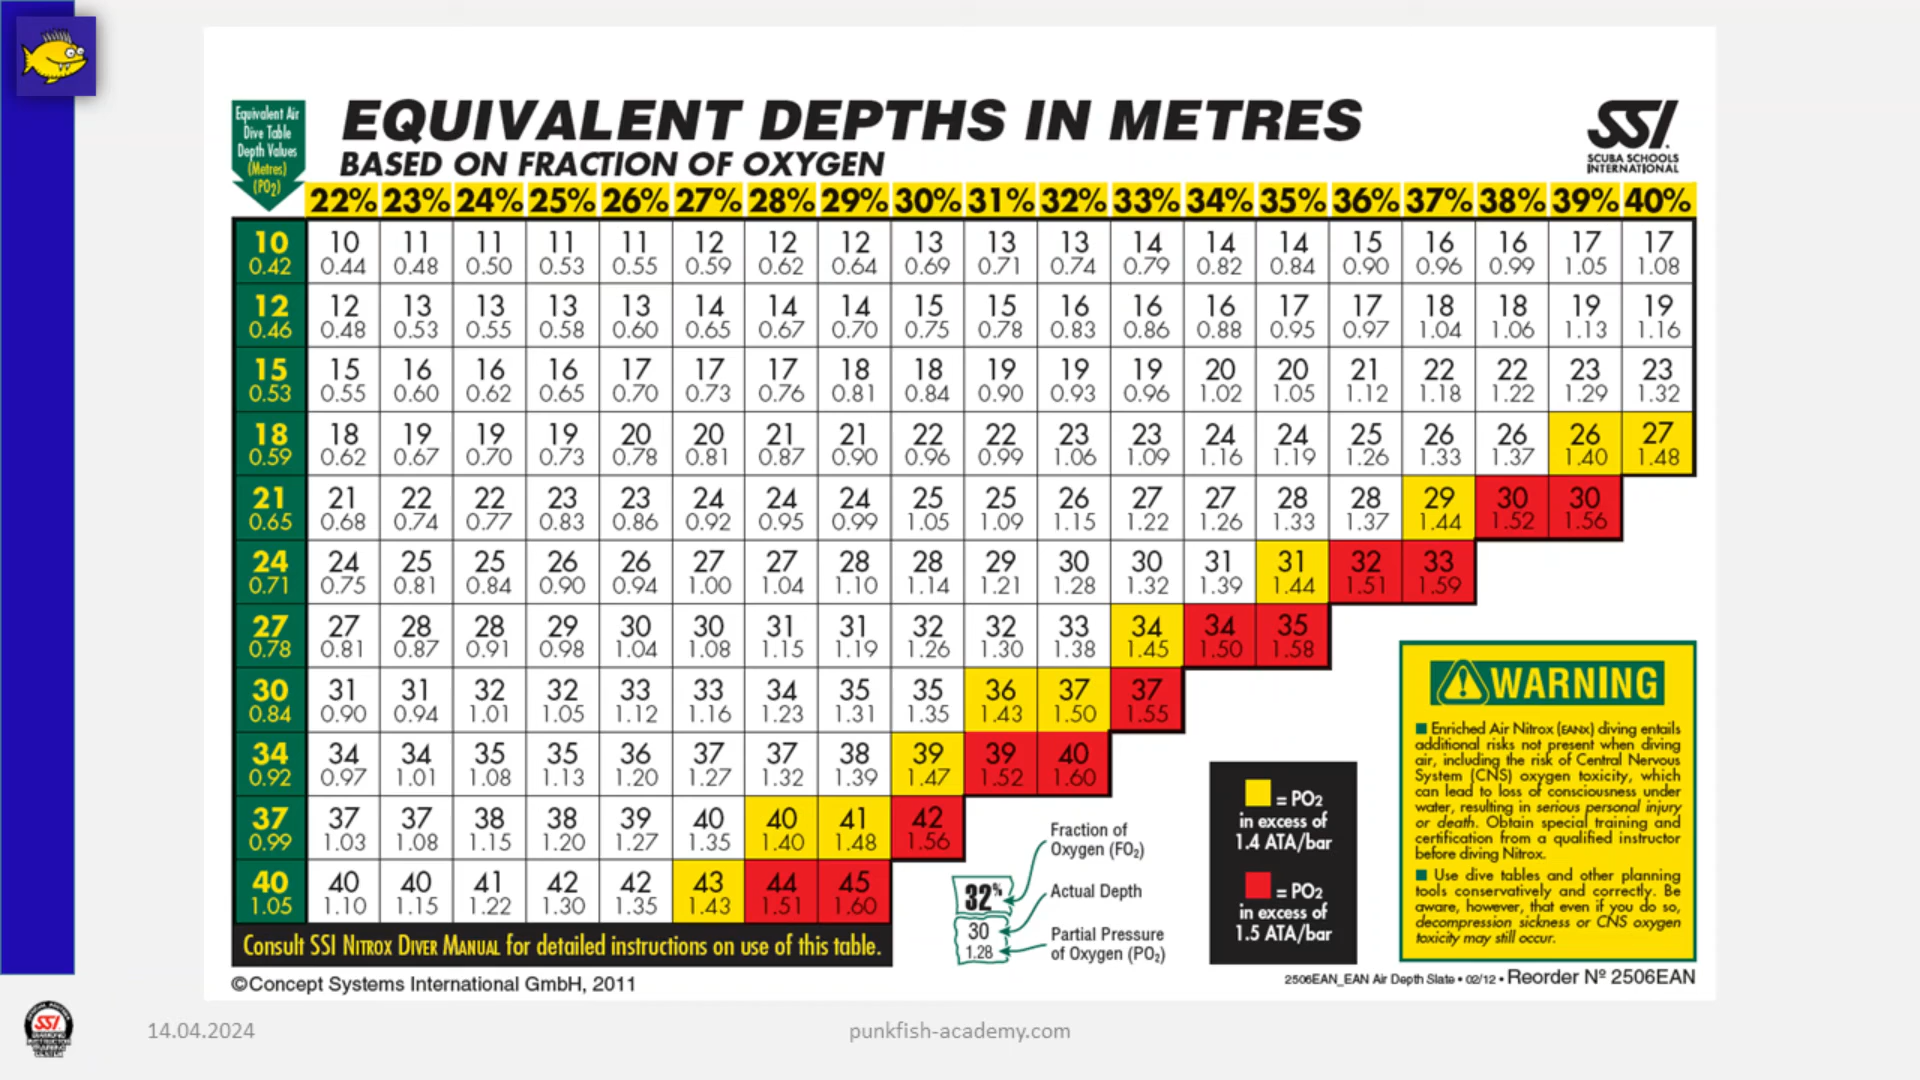 Equivalent Air
Dive Table
Depth Values
(Metres)
(PO2)
EQUIVALENT DEPTHS IN METRES
BASED ON FRACTION OF OXYGEN
SSI
SCUBA SCHOOLS
INTERNATIONAL
22% 23% 24% 25% 26% 27% 28% 29% 30% 31% 32% 33% 34% 35% 36% 37% 38% 39% 40%
10 10 11 11 11 11 12 12 12 13 13 13 14 14 14 15 16 16 17 17
0.42 0.44 0.48 0.50 0.53 0.55 0.59 0.62 0.64 0.69 0.71 0.74 0.79 0.82 0.84 0.90 0.96 0.99 1.05 1.08
12 12 13 13 13 13 14 14 14 15 15 16 16 16 17 17 18 18 19 19
0.46 0.48 0.53 0.55 0.58 0.60 0.65 0.67 0.70 0.75 0.78 0.83 0.86 0.88 0.95 0.97 1.04 1.06 1.13 1.16
15 15 16 16 16 17 17 17 18 18 19 19 19 20 20 21 22 22 23 23
0.53 0.55 0.60 0.62 0.65 0.70 0.73 0.76 0.81 0.84 0.90 0.93 0.96 1.02 1.05 1.12 1.18 1.22 1.29 1.32
18 18 19 19 19 20 20 21 21 22 22 23 23 24 24 25 26 26 26 27
0.59 0.62 0.67 0.70 0.73 0.78 0.81 0.87 0.90 0.96 0.99 1.06 1.09 1.16 1.19 1.26 1.33 1.37 1.40 1.48
21 21 22 22 23 23 24 24 24 25 25 26 27 27 28 28 29 30 30
0.65 0.68 0.74 0.77 0.83 0.86 0.92 0.95 0.99 1.05 1.09 1.15 1.22 1.26 1.33 1.37 1.44 1.52 1.56
24 24 25 25 26 26 27 27 28 28 29 30 30 31 31 32 33
0.71 0.75 0.81 0.84 0.90 0.94 1.00 1.04 1.10 1.14 1.21 1.28 1.32 1.39 1.44 1.51 1.59
27 27 28 28 29 30 30 31 31 32 32 33 34 34 35
0.78 0.81 0.87 0.91 0.98 1.04 1.08 1.15 1.19 1.26 1.30 1.38 1.45 1.50 1.58
30 31 31 32 32 33 33 34 35 35 36 37 37
0.84 0.90 0.94 1.01 1.05 1.12 1.16 1.23 1.31 1.35 1.43 1.50 1.55
34 34 34 35 35 36 37 37 38 39 39 40
0.92 0.97 1.01 1.08 1.13 1.20 1.27 1.32 1.39 1.47 1.52 1.60
37 37 37 38 38 39 40 40 41 42
0.99 1.03 1.08 1.15 1.20 1.27 1.35 1.40 1.48 1.56
40 40 40 41 42 42 43 44 45
1.05 1.10 1.15 1.22 1.30 1.35 1.43 1.51 1.60
Consult SSI NITROX DIVER MANUAL for detailed instructions on use of this table.
Fraction of
Oxygen (FO2)
32%
Actual Depth
30
1.28
Partial Pressure
of Oxygen (PO2)
= PO2
in excess of
1.4 ATA/bar
= PO2
in excess of
1.5 ATA/bar
WARNING
Enriched Air Nitrox (EANX) diving entails
additional risks not present when diving
air, including the risk of Central Nervous
System (CNS) oxygen toxicity, which
can lead to loss of consciousness under
water, resulting in serious personal injury
or death. Obtain special training and
certification from a qualified instructor
before diving Nitrox.
Use dive tables and other planning
tools conservatively and correctly. Be
aware, however, that even if you do so,
decompression sickness or CNS oxygen
toxicity may still occur.
©Concept Systems International GmbH, 2011
2506EAN_EAN Air Depth Slate • 02/12 • Reorder Nº 2506EAN
SSI
14.04.2024
punkfish-academy.com